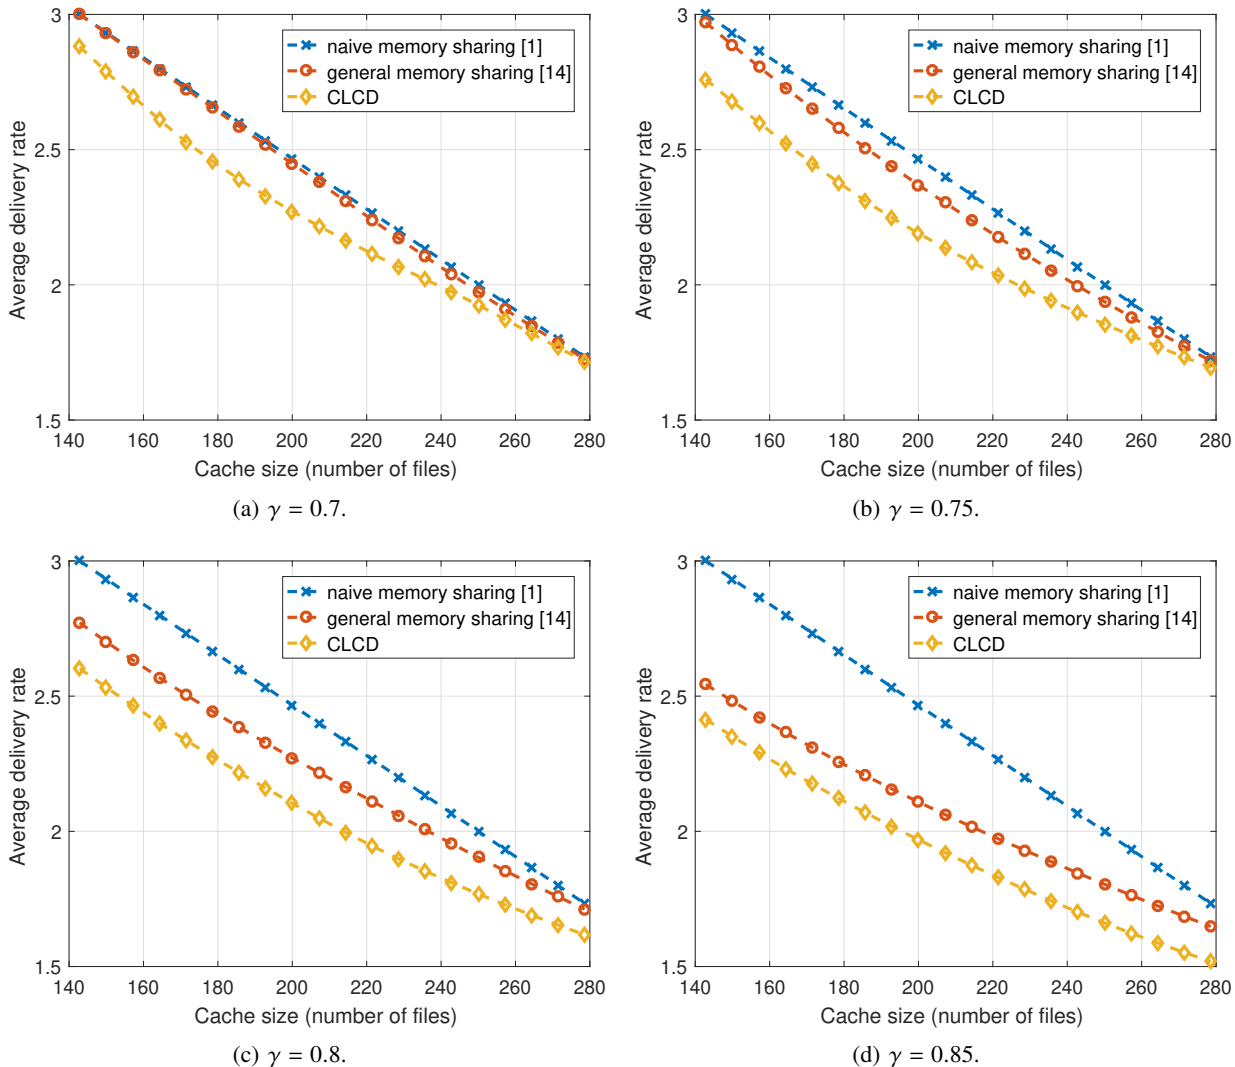 3
2.5
2
1.5
Average delivery rate
naive memory sharing [1]
general memory sharing [14]
CLCD
140 160 180 200 220 240 260 280
Cache size (number of files)
(a) γ = 0.7.
3
2.5
2
1.5
Average delivery rate
naive memory sharing [1]
general memory sharing [14]
CLCD
140 160 180 200 220 240 260 280
Cache size (number of files)
(b) γ = 0.75.
3
2.5
2
1.5
Average delivery rate
naive memory sharing [1]
general memory sharing [14]
CLCD
140 160 180 200 220 240 260 280
Cache size (number of files)
(c) γ = 0.8.
3
2.5
2
1.5
Average delivery rate
naive memory sharing [1]
general memory sharing [14]
CLCD
140 160 180 200 220 240 260 280
Cache size (number of files)
(d) γ = 0.85.